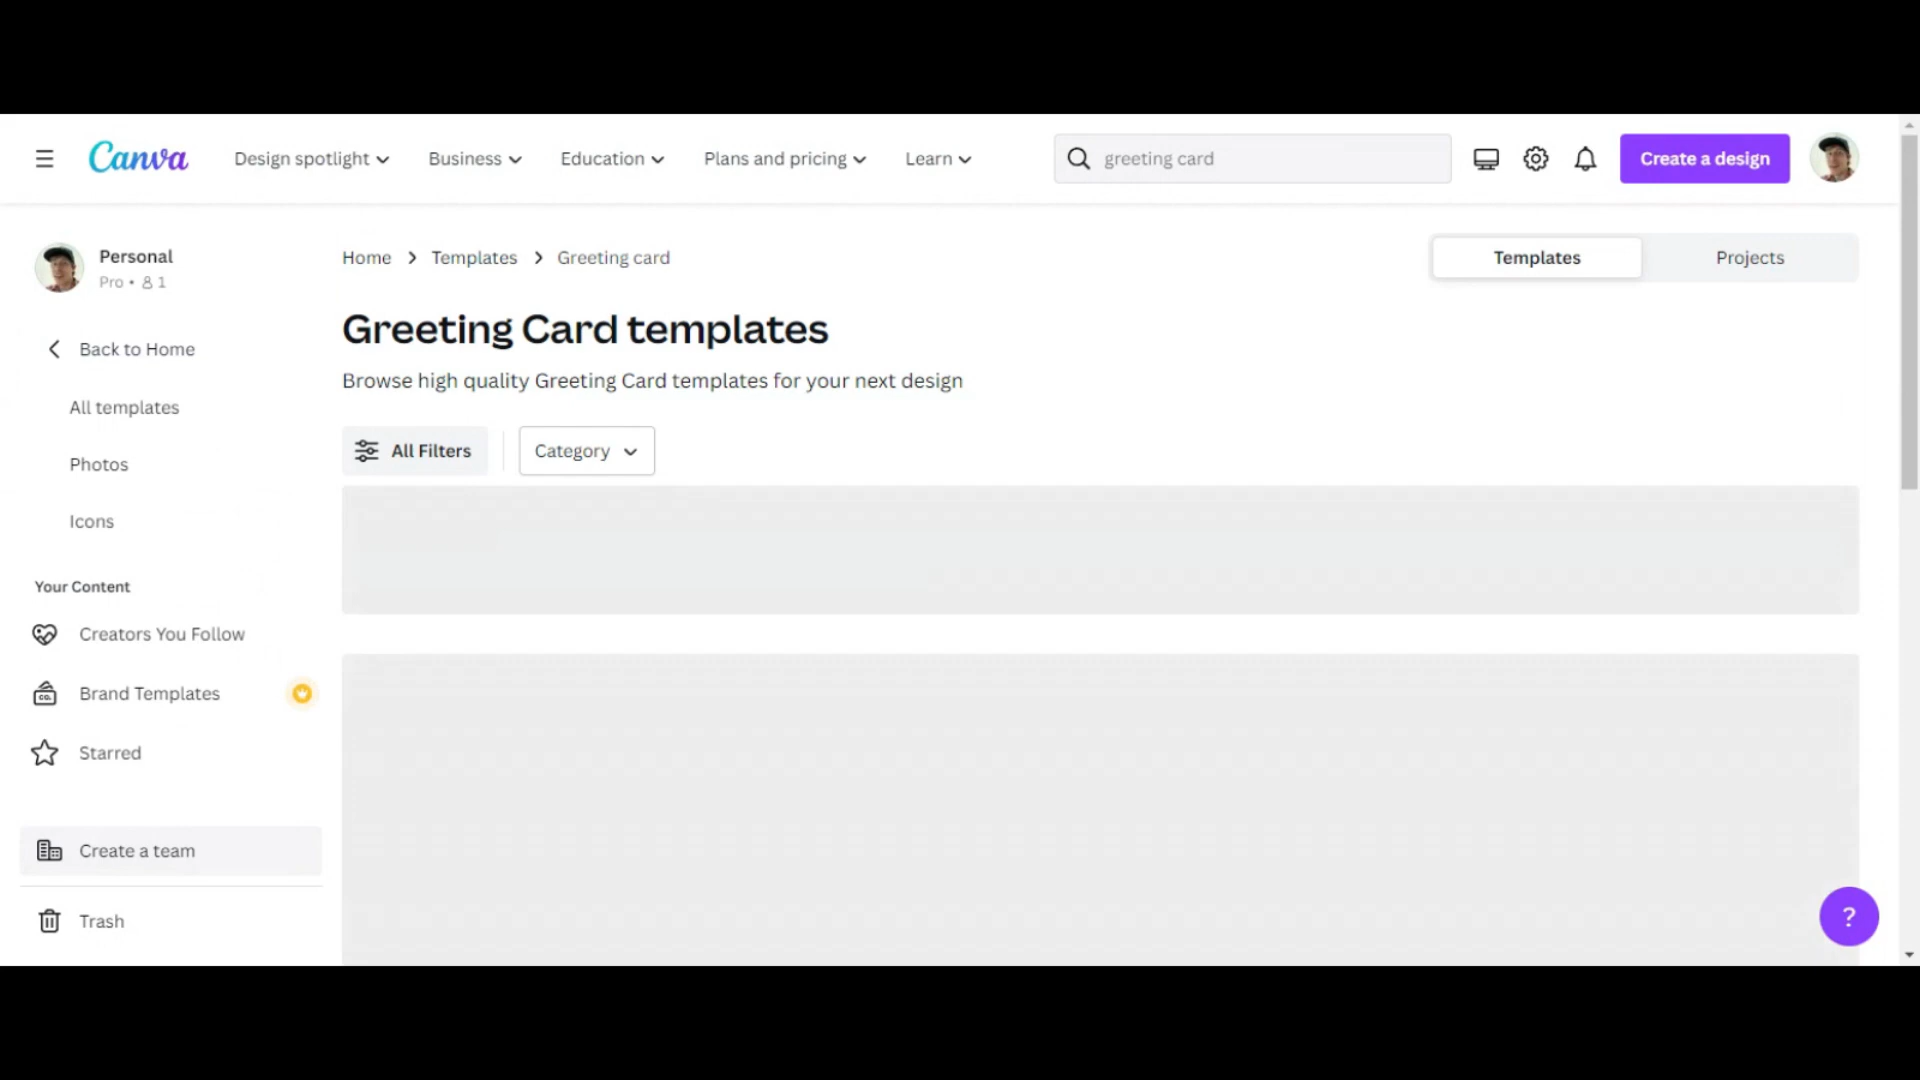 Canva
Design spotlight
Business
Education
Plans and pricing
Learn
greeting card
Create a design
Personal
Pro • 1
Back to Home
All templates
Photos
Icons
Your Content
Creators You Follow
CO.
Brand Templates
Starred
Create a team
Trash
Home > Templates > Greeting card
Templates
Projects
Greeting Card templates
Browse high quality Greeting Card templates for your next design
All Filters
Category
?